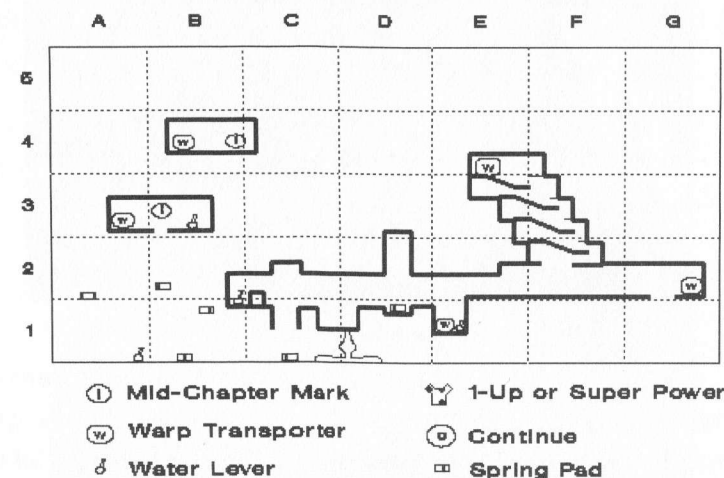 A B C D E F G
5
4
3
2
1
W I
W
W I
W
W
I Mid-Chapter Mark
1-Up or Super Power
W Warp Transporter
Continue
Water Lever
Spring Pad